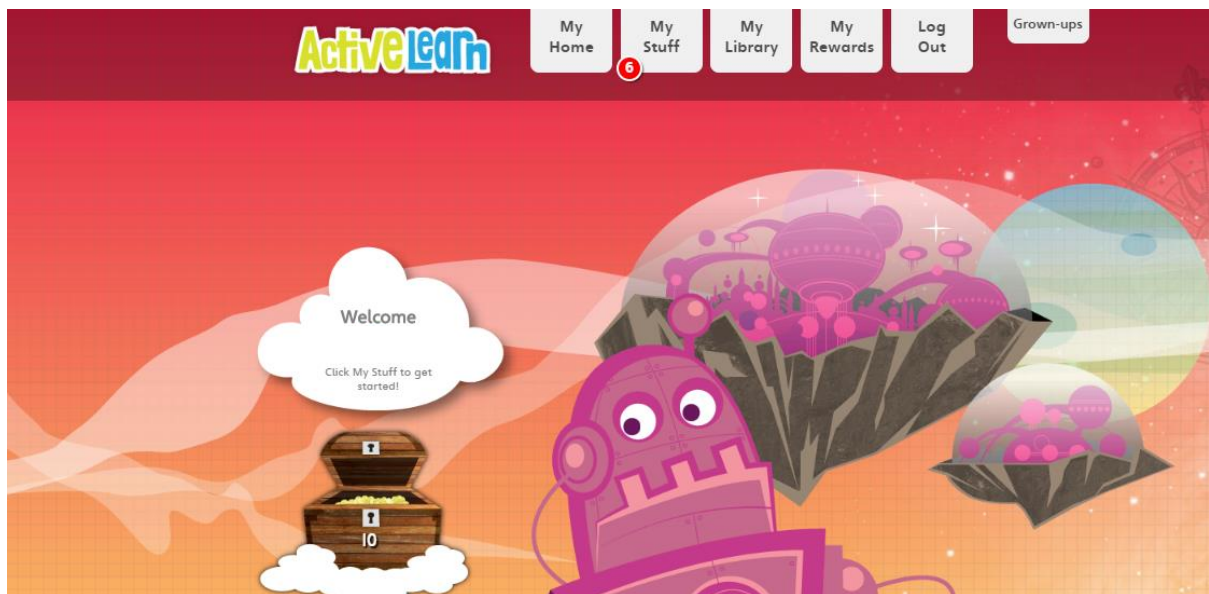 ActiveLearn
My Home
My Stuff
6
My Library
My Rewards
Log Out
Grown-ups
Welcome
Click My Stuff to get
started!
10